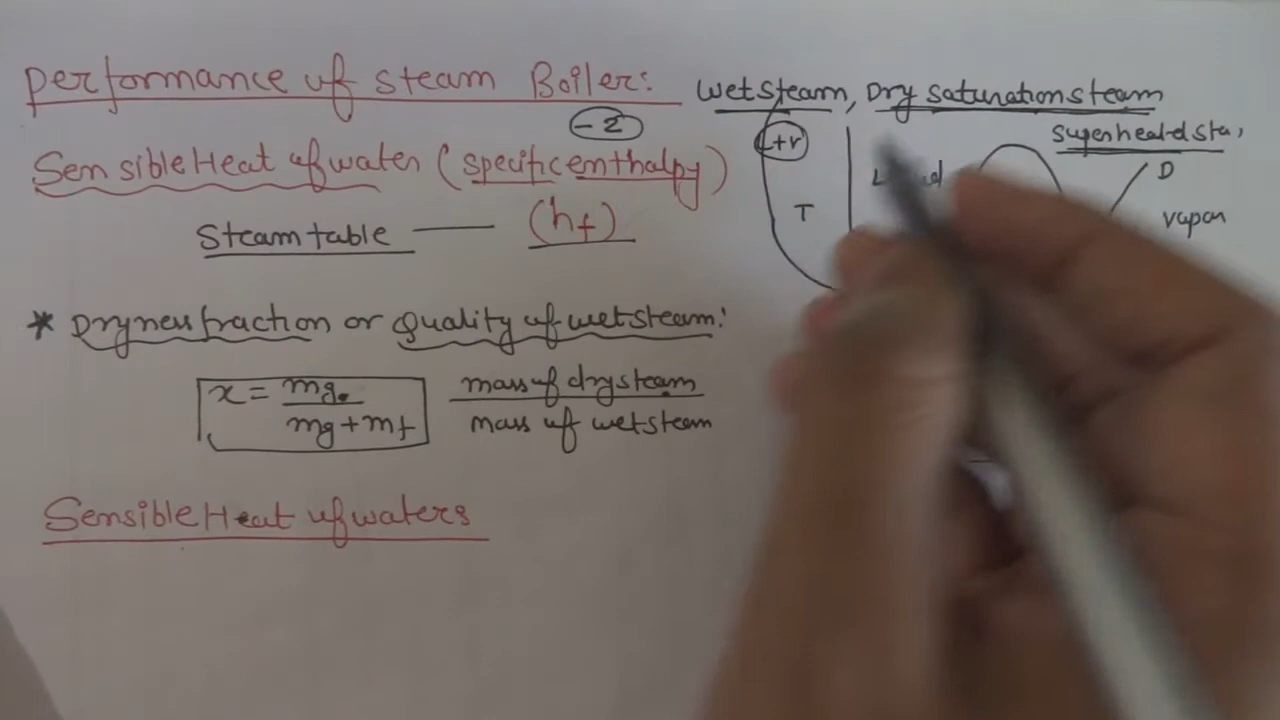 Performance of steam Boiler:
-2
Sensible Heat of water (specific enthalpy)
Steam table — (hf)
* Dryness fraction or quality of wet steam:
x = mg / mg + mf
mass of dry steam
mass of wet steam
Sensible Heat of waters
wet steam, Dry saturation steam
superheated sta,
L+V
T
D
vapor